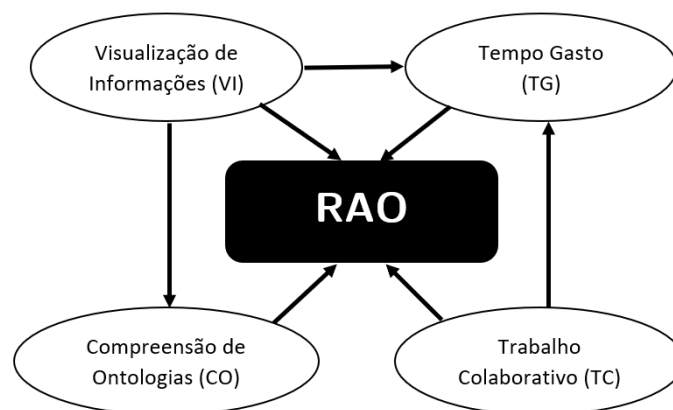 Visualização de
Informações (VI)
Tempo Gasto
(TG)
RAO
Compreensão de
Ontologias (CO)
Trabalho
Colaborativo (TC)